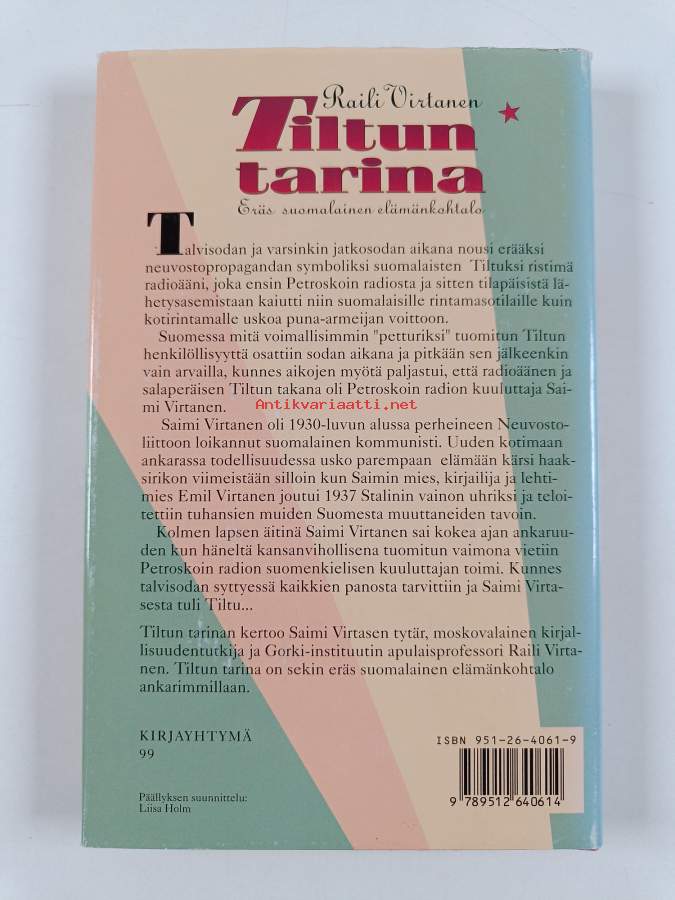 Raili Virtanen
Tiltun
tarina
Eräs suomalainen elämänkohtalo
Talvisodan ja varsinkin jatkosodan aikana nousi erääksi
neuvostopropagandan symboliksi suomalaisten Tiltuksi ristimä
radioääni, joka ensin Petroskoin radiosta ja sitten tilapäisistä lä-
hetysasemistaan kaiutti niin suomalaisille rintamasotilaille kuin
kotirintamalle uskoa puna-armeijan voittoon.
Suomessa mitä voimallisimmin "petturiksi" tuomitun Tiltun
henkilöllisyyttä osattiin sodan aikana ja pitkään sen jälkeenkin
vain arvailla, kunnes aikojen myötä paljastui, että radioäänen ja
salaperäisen Tiltun takana oli Petroskoin radion kuuluttaja Sai-
mi Virtanen.
Antikvariaatti.net
Saimi Virtanen oli 1930-luvun alussa perheineen Neuvosto-
liittoon loikannut suomalainen kommunisti. Uuden kotimaan
ankarassa todellisuudessa usko parempaan elämään kärsi haak-
sirikon viimeistään silloin kun Saimin mies, kirjailija ja lehti-
mies Emil Virtanen joutui 1937 Stalinin vainon uhriksi ja teloi-
tettiin tuhansien muiden Suomesta muuttaneiden tavoin.
Kolmen lapsen äitinä Saimi Virtanen sai kokea ajan ankaruu-
den kun häneltä kansanvihollisena tuomitun vaimona vietiin
Petroskoin radion suomenkielisen kuuluttajan toimi. Kunnes
talvisodan syttyessä kaikkien panosta tarvittiin ja Saimi Virta-
sesta tuli Tiltu...
Tiltun tarinan kertoo Saimi Virtasen tytär, moskovalainen kirjal-
lisuudentutkija ja Gorki-instituutin apulaisprofessori Raili Virta-
nen. Tiltun tarina on sekin eräs suomalainen elämänkohtalo
ankarimmillaan.
KIRJAYHTYMÄ
99
ISBN 951-26-4061-9
9 789512 640614
Päällyksen suunnittelu:
Liisa Holm